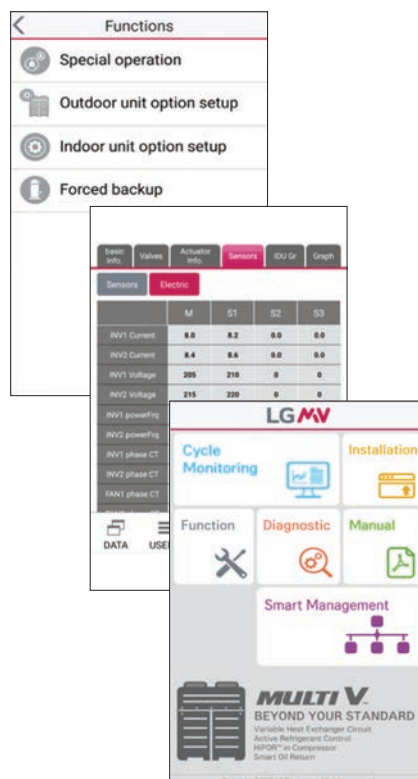 Functions
Special operation
Outdoor unit option setup
Indoor unit option setup
Forced backup
basic Info. Valves Actuator Info. Sensors IDU Gr Graph
Sensors Electric
M S1 S2 S3
INV1 Current 8.0 8.2 0.0 0.0
INV2 Current 8.4 8.6 0.0 0.0
INV1 Voltage 205 210 0 0
INV2 Voltage 215 220 0 0
INV1 powerFrq
INV2 powerFrq
INV1 phase CT
INV2 phase CT
FAN1 phase CT
DATA USE
LG MV
Cycle
Monitoring
Installation
Function Diagnostic Manual
Smart Management
MULTI V
BEYOND YOUR STANDARD
Variable Heat Exchanger Circuit
Active Refrigerant Control
HiPOR™ in Compressor
Smart Oil Return